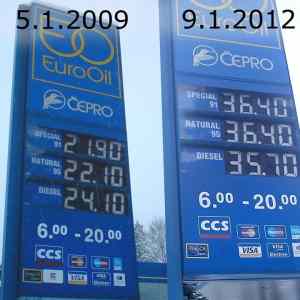 5.1.2009
EuroOil
ČEPRO
SPECIAL 91 21.90
NATURAL 95 22.10
DIESEL 24.10
6.00 - 20.00
CCS
9.1.2012
ČEPRO
SPECIAL 91 36.40
NATURAL 95 36.40
DIESEL 35.70
6.00 - 20.00
CCS
VISA
VISA